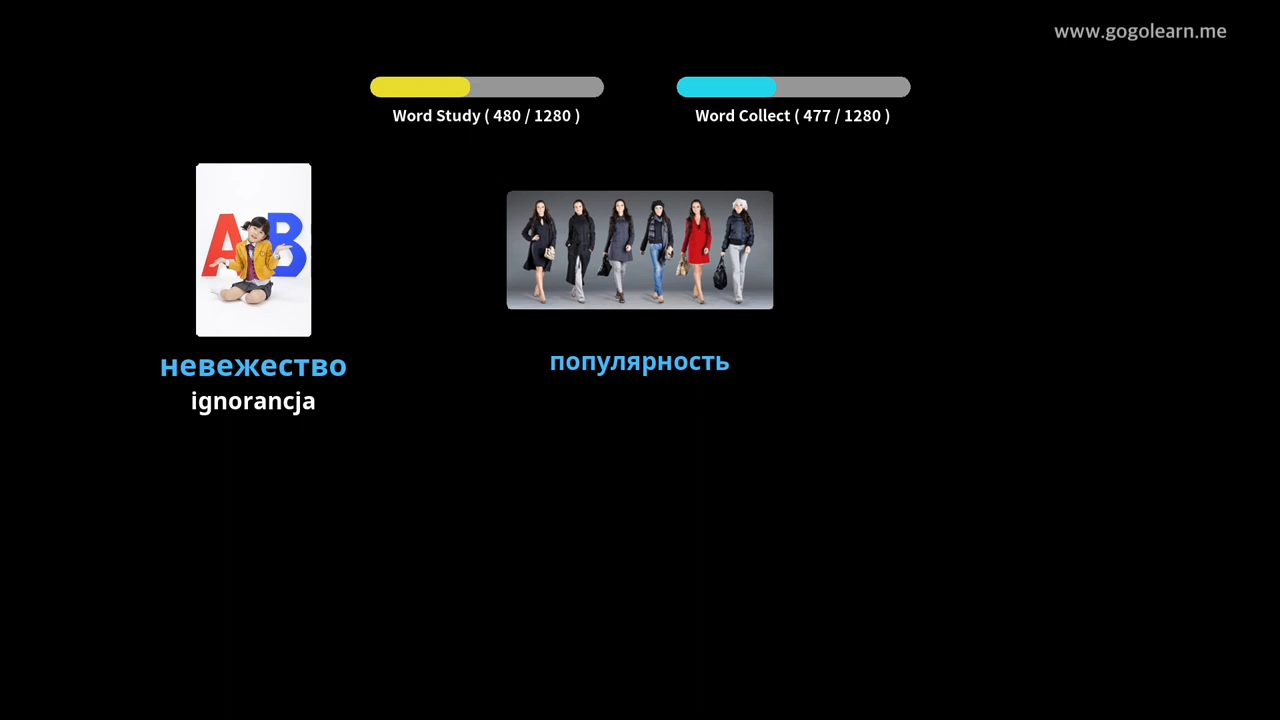 www.gogolearn.me
Word Study ( 480 / 1280 )
Word Collect ( 477 / 1280 )
A B
невежество
ignorancja
популярность